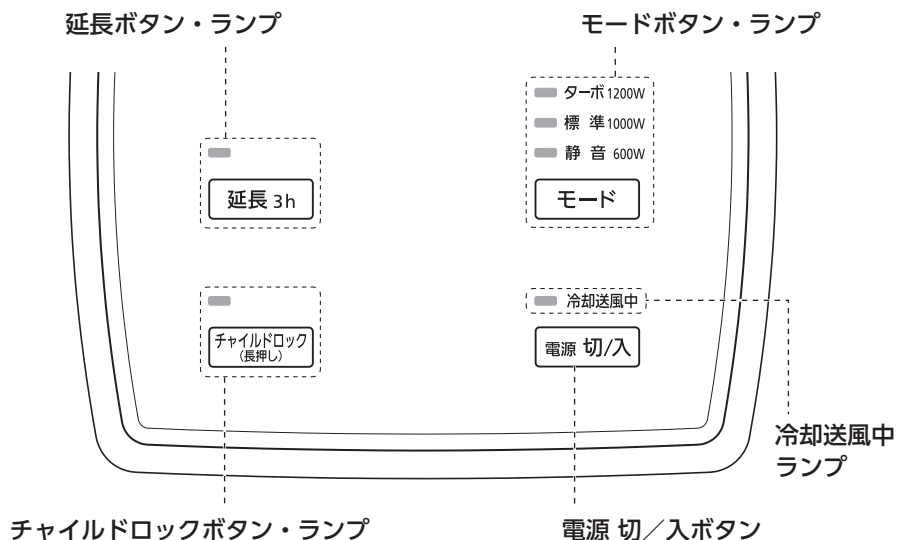 延長ボタン・ランプ
モードボタン・ランプ
ターボ 1200W
標 準 1000W
静 音 600W
延長 3h
モード
冷却送風中
チャイルドロック
(長押し)
電源 切/入
冷却送風中
ランプ
チャイルドロックボタン・ランプ
電源 切／入ボタン